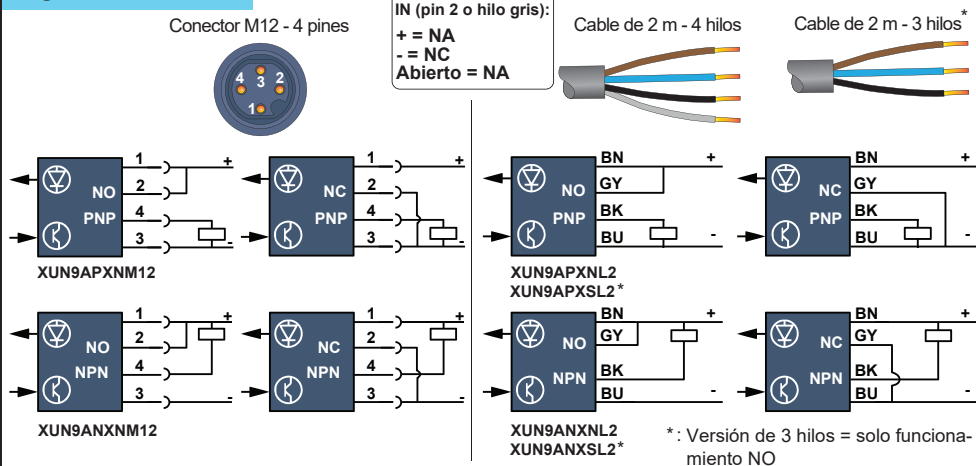 Conector M12 - 4 pines
4
3
2
1
IN (pin 2 o hilo gris):
+ = NA
- = NC
Abierto = NA
Cable de 2 m - 4 hilos
Cable de 2 m - 3 hilos*
NO
PNP
1
2
4
3
+
-
XUN9APXNM12
NC
PNP
1
2
4
3
+
-
NO
PNP
BN
GY
BK
BU
+
-
XUN9APXNL2
XUN9APXSL2*
NC
PNP
BN
GY
BK
BU
+
-
NO
NPN
1
2
4
3
+
-
XUN9ANXNM12
NC
NPN
1
2
4
3
+
-
NO
NPN
BN
GY
BK
BU
+
-
XUN9ANXNL2
XUN9ANXSL2*
NC
NPN
BN
GY
BK
BU
+
-
*: Versión de 3 hilos = solo funciona-
miento NO